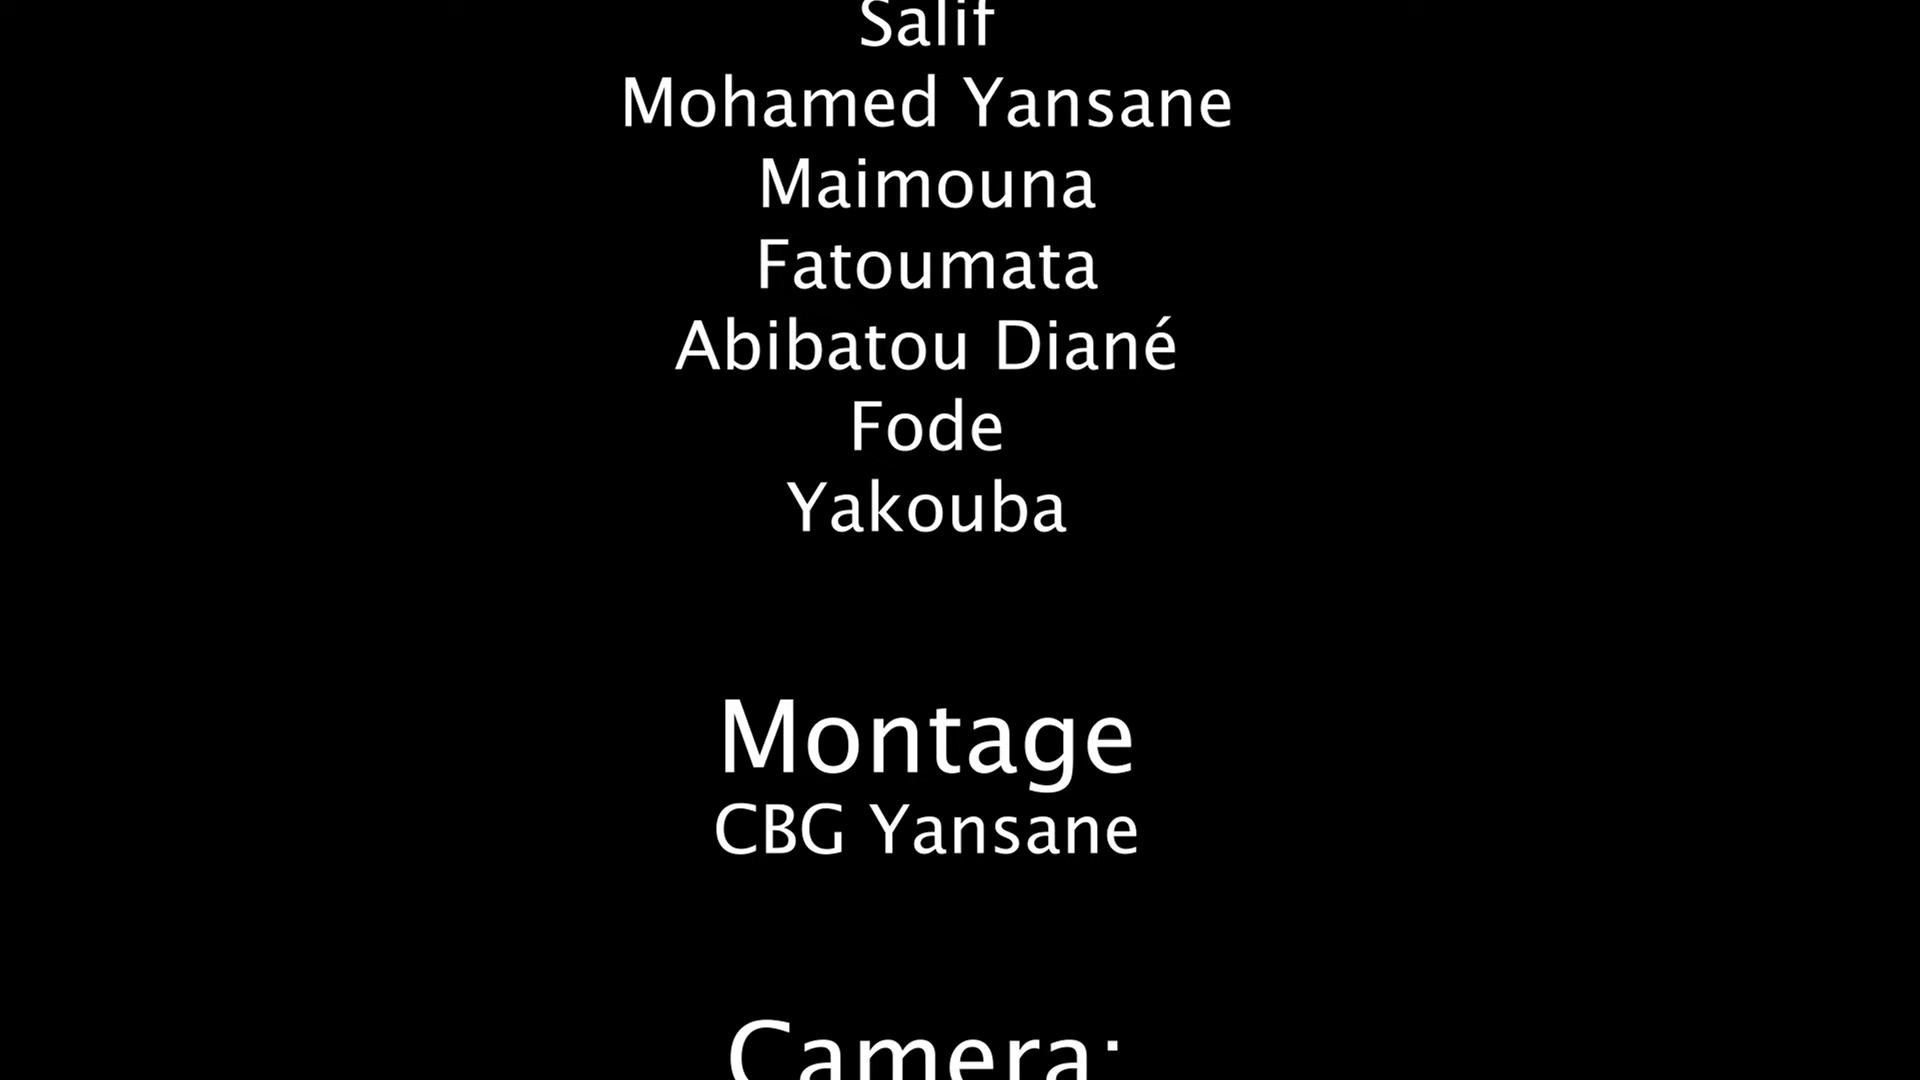 Salif
Mohamed Yansane
Maimouna
Fatoumata
Abibatou Diané
Fode
Yakouba
Montage
CBG Yansane
Camera: